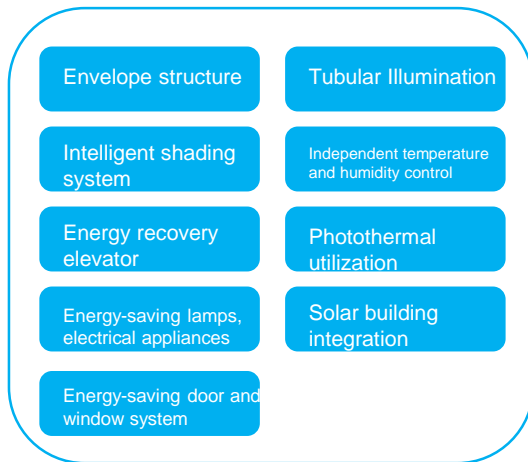 Envelope structure
Tubular Illumination
Intelligent shading
system
Independent temperature
and humidity control
Energy recovery
elevator
Photothermal
utilization
Energy-saving lamps,
electrical appliances
Solar building
integration
Energy-saving door and
window system